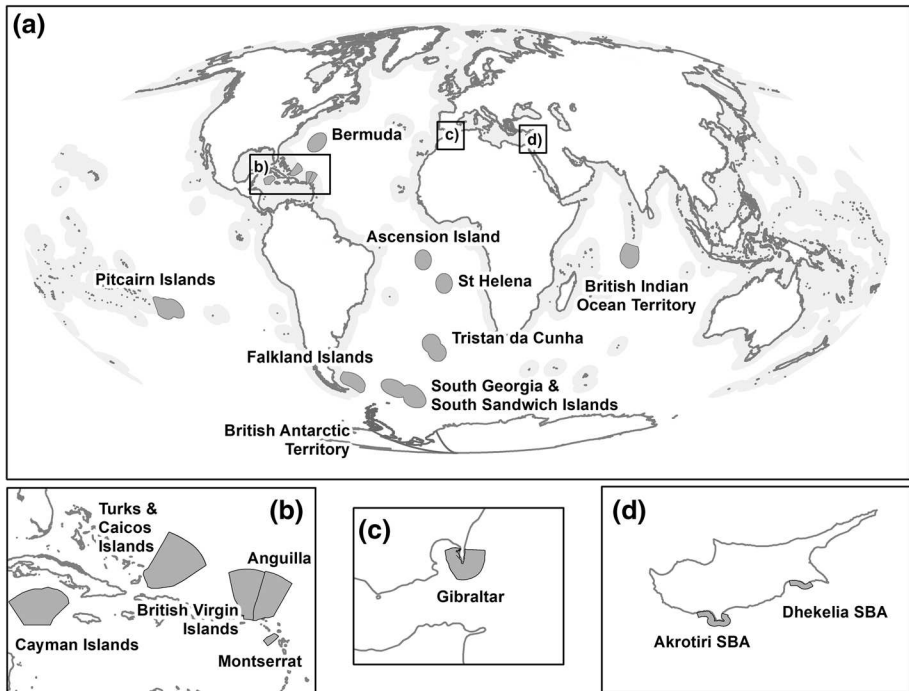 (a)
Bermuda
b)
c)
d)
Ascension Island
St Helena
Pitcairn Islands
British Indian
Ocean Territory
Tristan da Cunha
Falkland Islands
South Georgia &
South Sandwich Islands
British Antarctic
Territory
(b)
Turks &
Caicos
Islands
Anguilla
British Virgin
Islands
Cayman Islands
Montserrat
(c)
Gibraltar
(d)
Dhekelia SBA
Akrotiri SBA